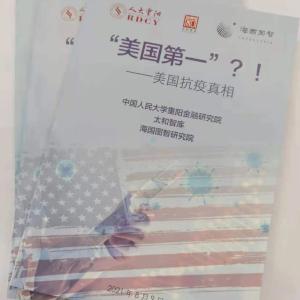 人大重阳
RDCY
海国图智
“美国第一”？！
——美国抗疫真相
中国人民大学重阳金融研究院
太和智库
海国图智研究院
2021年8月9日